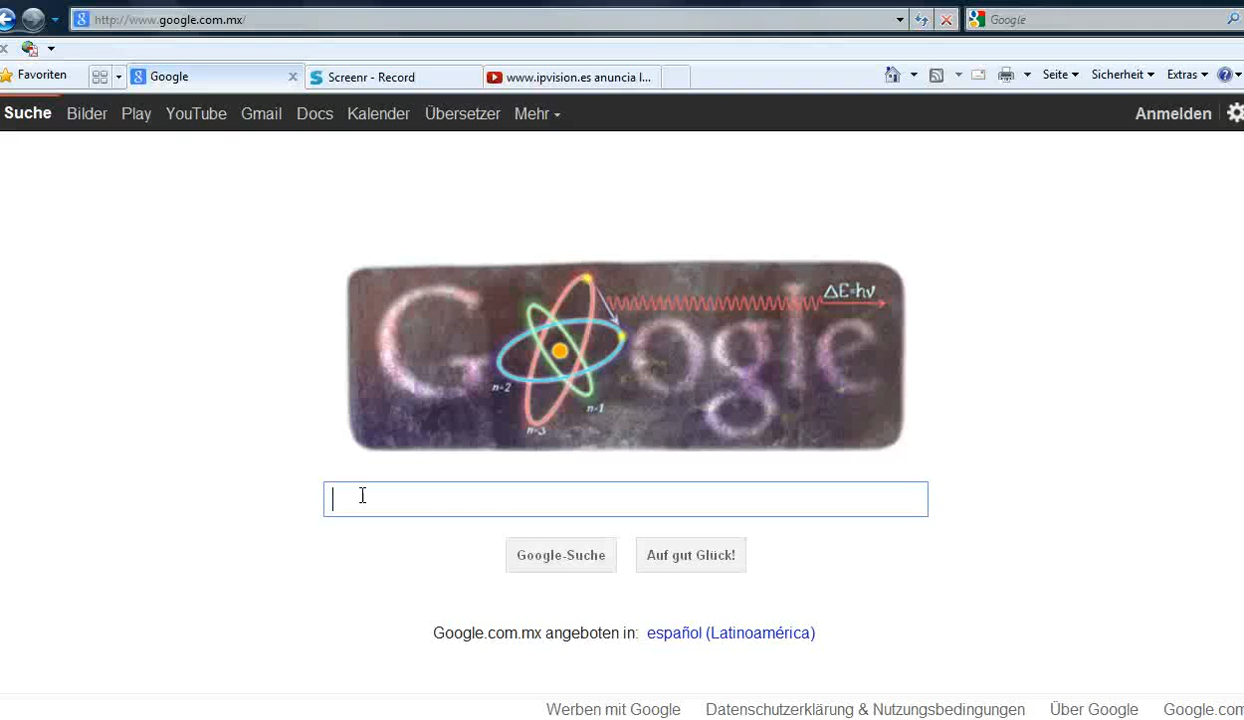 http://www.google.com.mx/
Google
Favoriten
Google
Screenr - Record
www.ipvision.es anuncia l...
Seite
Sicherheit
Extras
Suche Bilder Play YouTube Gmail Docs Kalender Übersetzer Mehr
Anmelden
Google
ΔE=hν
n=2
n=1
n=3
Google-Suche
Auf gut Glück!
Google.com.mx angeboten in: español (Latinoamérica)
Werben mit Google Datenschutzerklärung & Nutzungsbedingungen Über Google Google.com